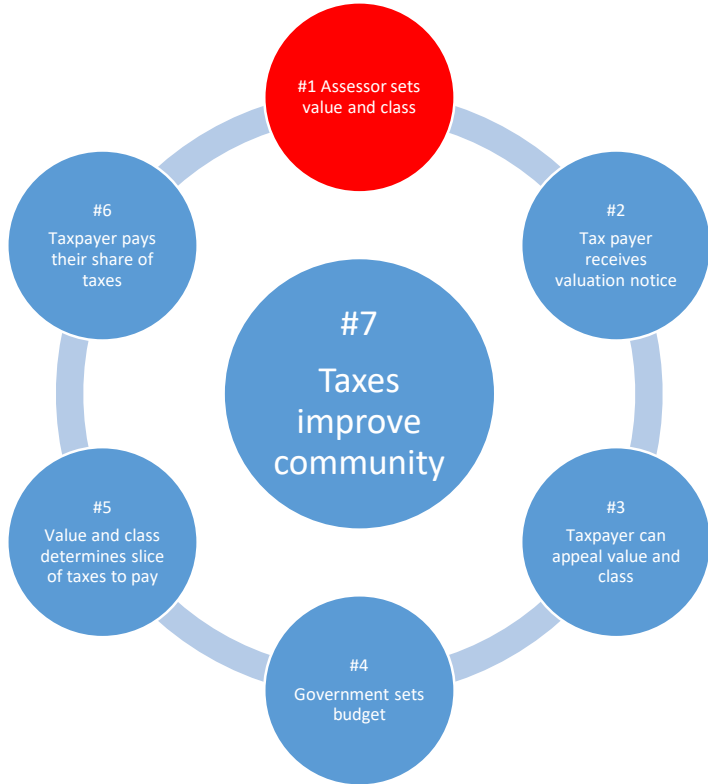 #1 Assessor sets
value and class
#2
Tax payer
receives
valuation notice
#3
Taxpayer can
appeal value and
class
#4
Government sets
budget
#5
Value and class
determines slice
of taxes to pay
#6
Taxpayer pays
their share of
taxes
#7
Taxes
improve
community